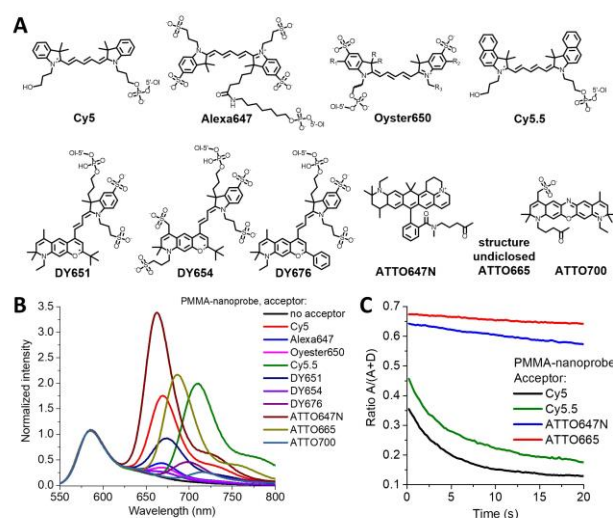 A
Cy5
Alexa647
Oyster650
Cy5.5
DY651
DY654
DY676
ATTO647N
structure
undiclosed
ATTO665
ATTO700
B
PMMA-nanoprobe, acceptor:
no acceptor
Cy5
Alexa647
Oyester650
Cy5.5
DY651
DY654
DY676
ATTO647N
ATTO665
ATTO700
Normalized intensity
3.5
3.0
2.5
2.0
1.5
1.0
0.5
0.0
550 600 650 700 750 800
Wavelength (nm)
C
Ratio A/(A+D)
0.7
0.6
0.5
0.4
0.3
0.2
0.1
PMMA-nanoprobe
Acceptor:
Cy5
Cy5.5
ATTO647N
ATTO665
0 5 10 15 20
Time (s)